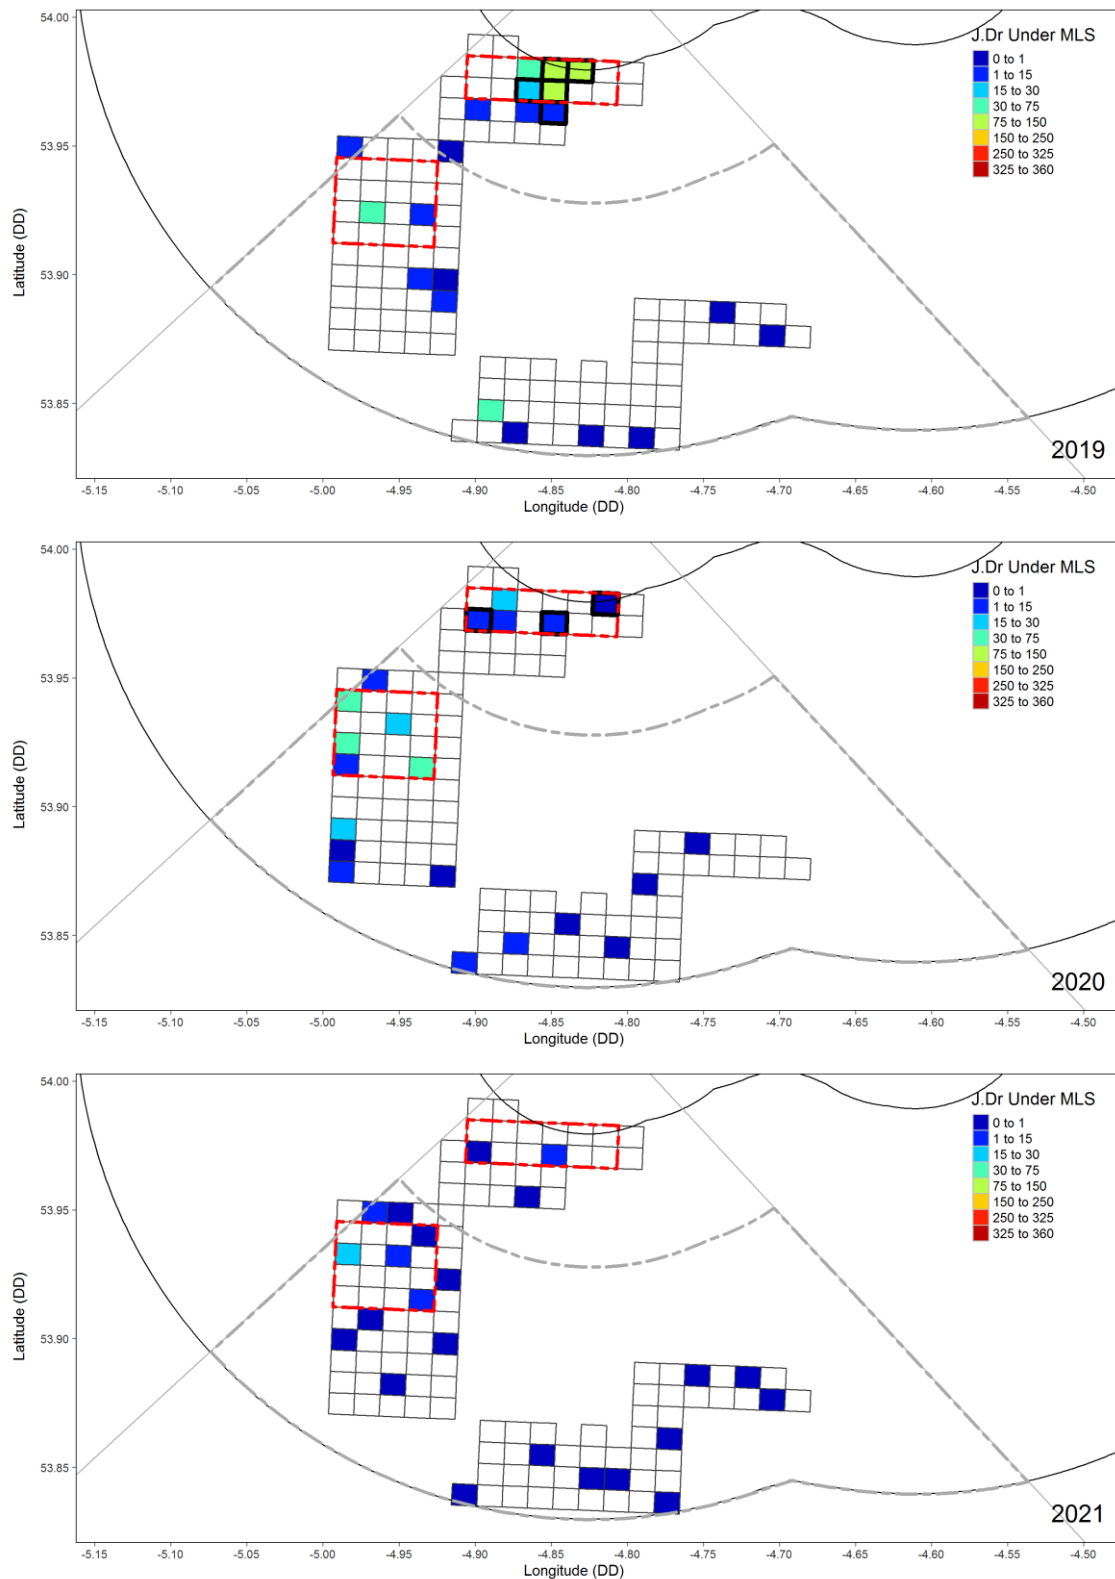 54.00
53.95
53.90
53.85
Latitude (DD)
J.Dr Under MLS
0 to 1
1 to 15
15 to 30
30 to 75
75 to 150
150 to 250
250 to 325
325 to 360
2019
-5.15 -5.10 -5.05 -5.00 -4.95 -4.90 -4.85 -4.80 -4.75 -4.70 -4.65 -4.60 -4.55 -4.50
Longitude (DD)
54.00
53.95
53.90
53.85
Latitude (DD)
J.Dr Under MLS
0 to 1
1 to 15
15 to 30
30 to 75
75 to 150
150 to 250
250 to 325
325 to 360
2020
-5.15 -5.10 -5.05 -5.00 -4.95 -4.90 -4.85 -4.80 -4.75 -4.70 -4.65 -4.60 -4.55 -4.50
Longitude (DD)
54.00
53.95
53.90
53.85
Latitude (DD)
J.Dr Under MLS
0 to 1
1 to 15
15 to 30
30 to 75
75 to 150
150 to 250
250 to 325
325 to 360
2021
-5.15 -5.10 -5.05 -5.00 -4.95 -4.90 -4.85 -4.80 -4.75 -4.70 -4.65 -4.60 -4.55 -4.50
Longitude (DD)